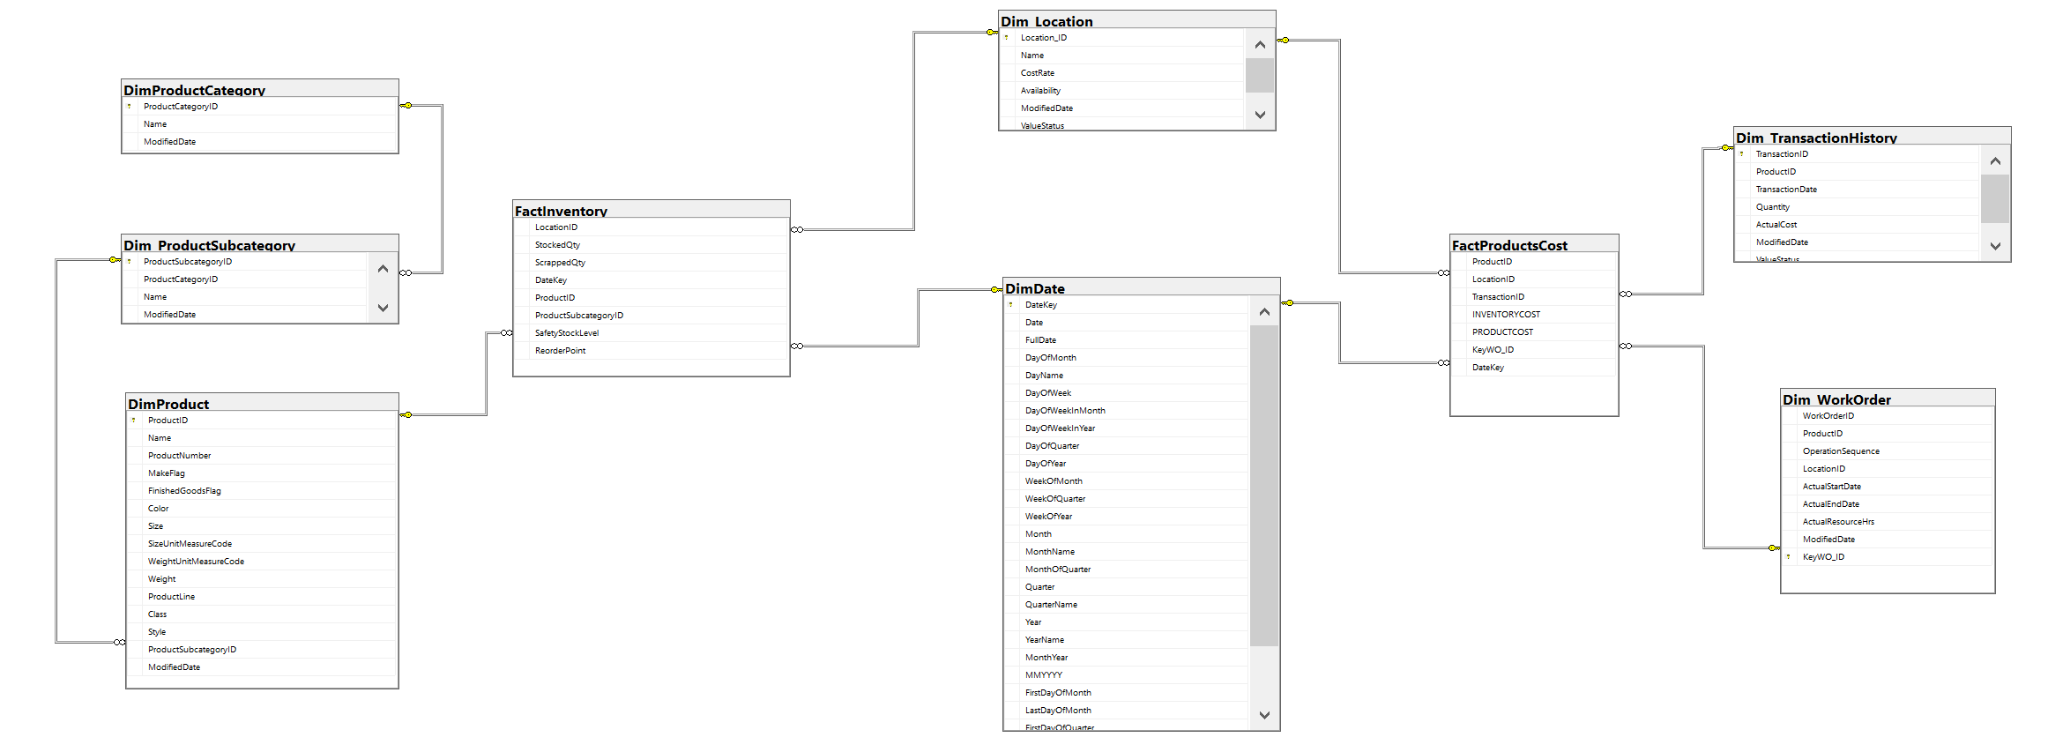 DimProductCategory
ProductCategoryID
Name
ModifiedDate
Dim_ProductSubcategory
ProductSubcategoryID
ProductCategoryID
Name
ModifiedDate
DimProduct
ProductID
Name
ProductNumber
MakeFlag
FinishedGoodsFlag
Color
Size
SizeUnitMeasureCode
WeightUnitMeasureCode
Weight
ProductLine
Class
Style
ProductSubcategoryID
ModifiedDate
FactInventory
LocationID
StockedQty
ScrappedQty
DateKey
ProductID
ProductSubcategoryID
SafetyStockLevel
ReorderPoint
Dim_Location
Location_ID
Name
CostRate
Availability
ModifiedDate
ValueStatus
DimDate
DateKey
Date
FullDate
DayOfMonth
DayName
DayOfWeek
DayOfWeekInMonth
DayOfWeekInYear
DayOfQuarter
DayOfYear
WeekOfMonth
WeekOfQuarter
WeekOfYear
Month
MonthName
MonthOfQuarter
Quarter
QuarterName
Year
YearName
MonthYear
MMYYYY
FirstDayOfMonth
LastDayOfMonth
FirstDayOfQuarter
FactProductsCost
ProductID
LocationID
TransactionID
INVENTORYCOST
PRODUCTCOST
KeyWO_ID
DateKey
Dim_TransactionHistory
TransactionID
ProductID
TransactionDate
Quantity
ActualCost
ModifiedDate
ValueStatus
Dim_WorkOrder
WorkOrderID
ProductID
OperationSequence
LocationID
ActualStartDate
ActualEndDate
ActualResourceHrs
ModifiedDate
KeyWO_ID